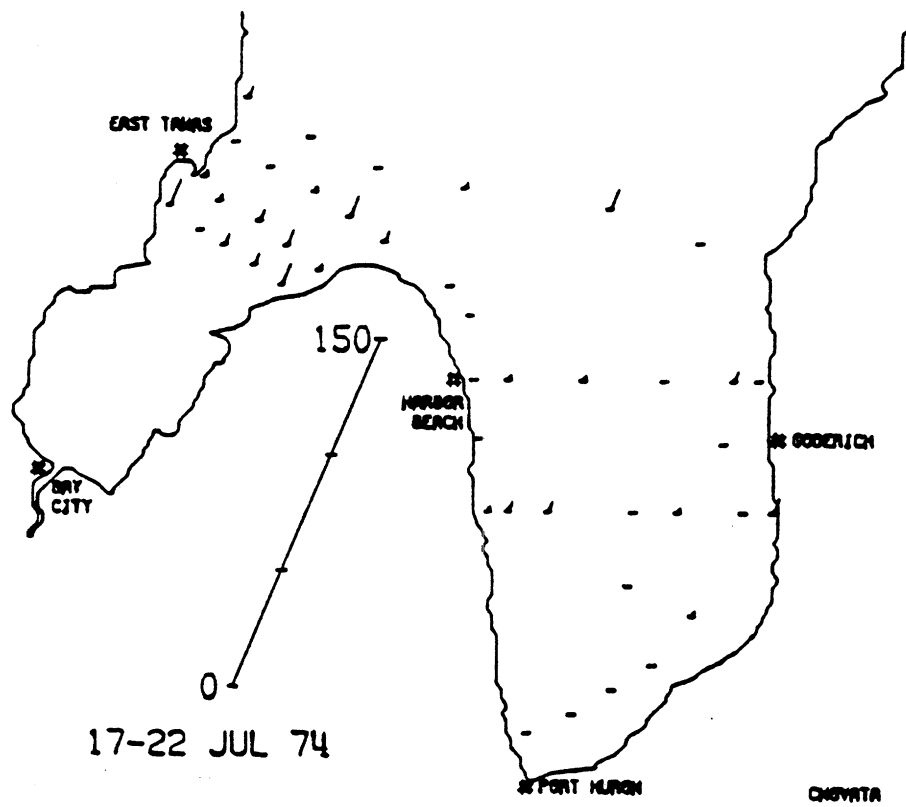 EAST TAWAS
150
HARBOR
BEACH
GODERICH
BAY
CITY
0
17-22 JUL 74
PORT HURON